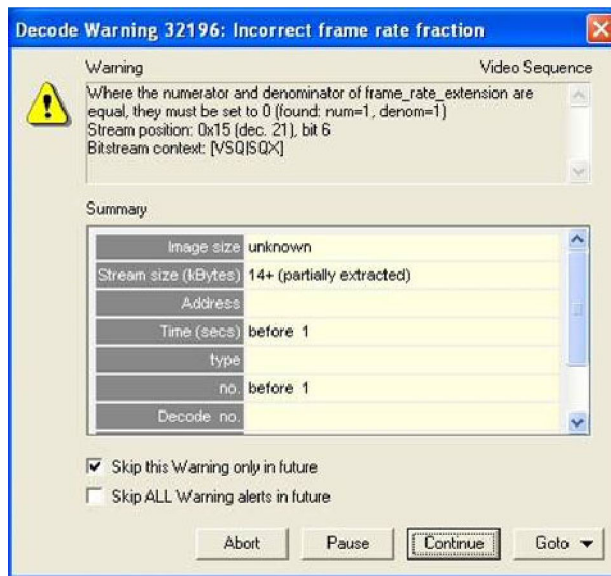 Decode Warning 32196: Incorrect frame rate fraction
Warning Video Sequence
Where the numerator and denominator of frame_rate_extension are
equal, they must be set to 0 (found: num=1, denom=1)
Stream position: 0x15 (dec. 21), bit 6
Bitstream context: [VSQ|SQX]
Summary
Image size unknown
Stream size (kBytes) 14+ (partially extracted)
Address
Time (secs) before 1
type
no. before 1
Decode no.
Skip this Warning only in future
Skip ALL Warning alerts in future
Abort Pause Continue Goto